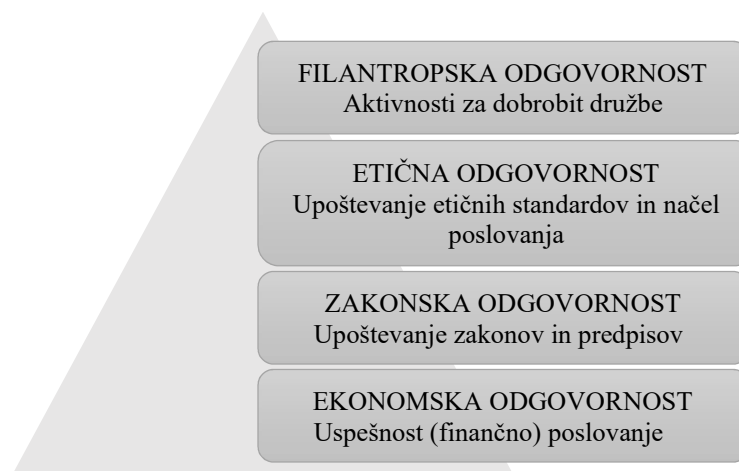 FILANTROPSKA ODGOVORNOST
Aktivnosti za dobrobit družbe
ETIČNA ODGOVORNOST
Upoštevanje etičnih standardov in načel
poslovanja
ZAKONSKA ODGOVORNOST
Upoštevanje zakonov in predpisov
EKONOMSKA ODGOVORNOST
Uspešnost (finančno) poslovanje